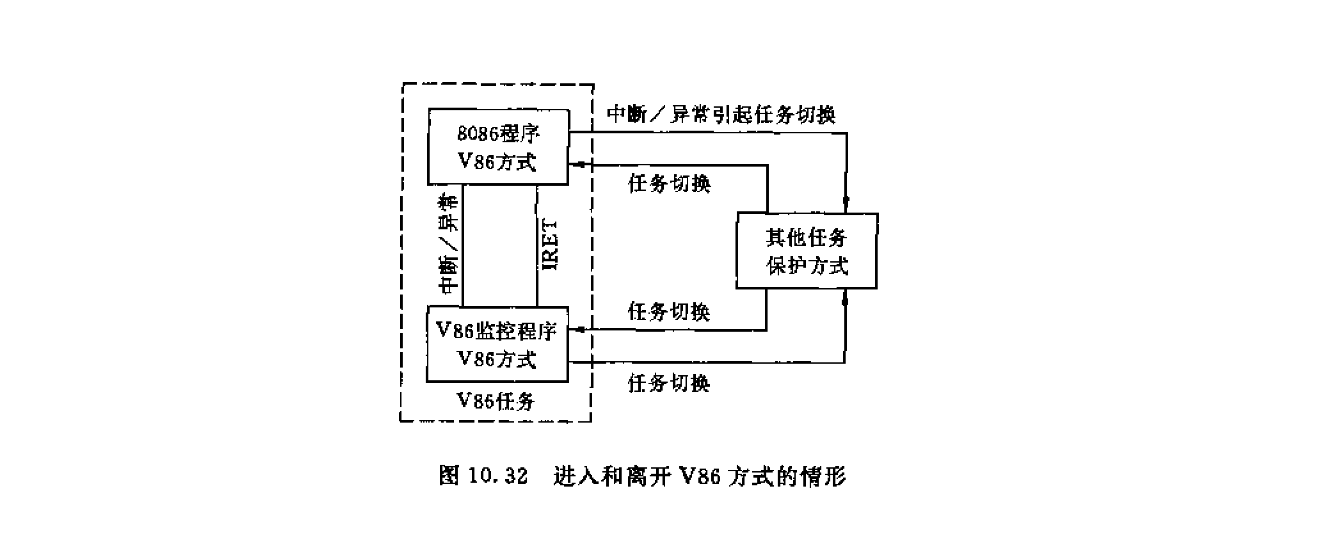 中断／异常引起任务切换
8086程序
V86方式
任务切换
中断／异常
IRET
其他任务
保护方式
任务切换
V86监控程序
V86方式
任务切换
V86任务
图 10.32 进入和离开 V86 方式的情形